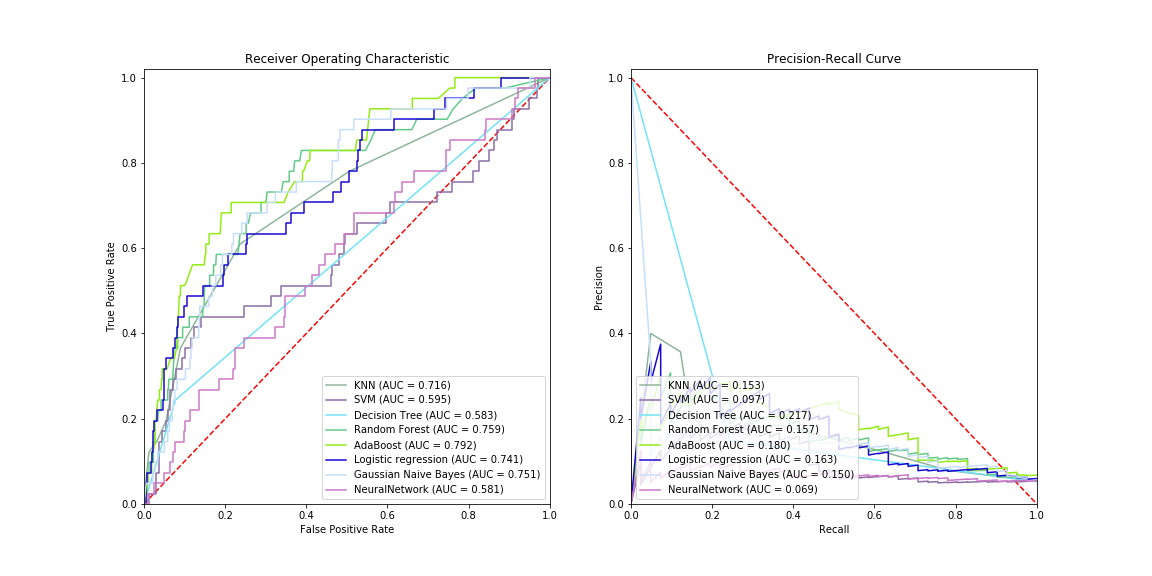 Receiver Operating Characteristic
True Positive Rate
1.0
0.8
0.6
0.4
0.2
0.0
KNN (AUC = 0.716)
SVM (AUC = 0.595)
Decision Tree (AUC = 0.583)
Random Forest (AUC = 0.759)
AdaBoost (AUC = 0.792)
Logistic regression (AUC = 0.741)
Gaussian Naive Bayes (AUC = 0.751)
NeuralNetwork (AUC = 0.581)
0.0 0.2 0.4 0.6 0.8 1.0
False Positive Rate
Precision-Recall Curve
Precision
1.0
0.8
0.6
0.4
0.2
0.0
KNN (AUC = 0.153)
SVM (AUC = 0.097)
Decision Tree (AUC = 0.217)
Random Forest (AUC = 0.157)
AdaBoost (AUC = 0.180)
Logistic regression (AUC = 0.163)
Gaussian Naive Bayes (AUC = 0.150)
NeuralNetwork (AUC = 0.069)
0.0 0.2 0.4 0.6 0.8 1.0
Recall